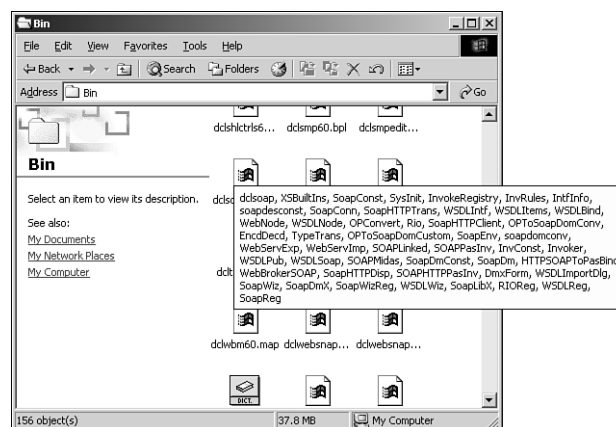 Bin
File Edit View Favorites Tools Help
Back Search Folders
Address Bin Go
dclshlctrls6... dclsmp60.bpl dclsmpedit...
Bin
Select an item to view its description.
See also:
My Documents
My Network Places
My Computer
dclsoap, XSBuiltIns, SoapConst, SysInit, InvokeRegistry, InvRules, IntfInfo,
soapdesconst, SoapConn, SoapHTTPTrans, WSDLIntf, WSDLItems, WSDLBind,
WebNode, WSDLNode, OPConvert, Rio, SoapHTTPClient, OPToSoapDomConv,
EncdDecd, TypeTrans, OPToSoapDomCustom, SoapEnv, soapdomconv,
WebServExp, WebServImp, SOAPLinked, SOAPPasInv, InvConst, Invoker,
WSDLPub, WSDLSoap, SOAPMidas, SoapDmConst, SoapDm, HTTPSOAPToPasBind,
WebBrokerSOAP, SoapHTTPDisp, SOAPHTTPPasInv, DmxForm, WSDLImportDlg,
SoapWiz, SoapDmX, SoapWizReg, WSDLWiz, SoapLibX, RIOReg, WSDLReg,
SoapReg
dclwbm60.map dclwebsnap... dclwebsnap...
DICT.
156 object(s) 37.8 MB My Computer